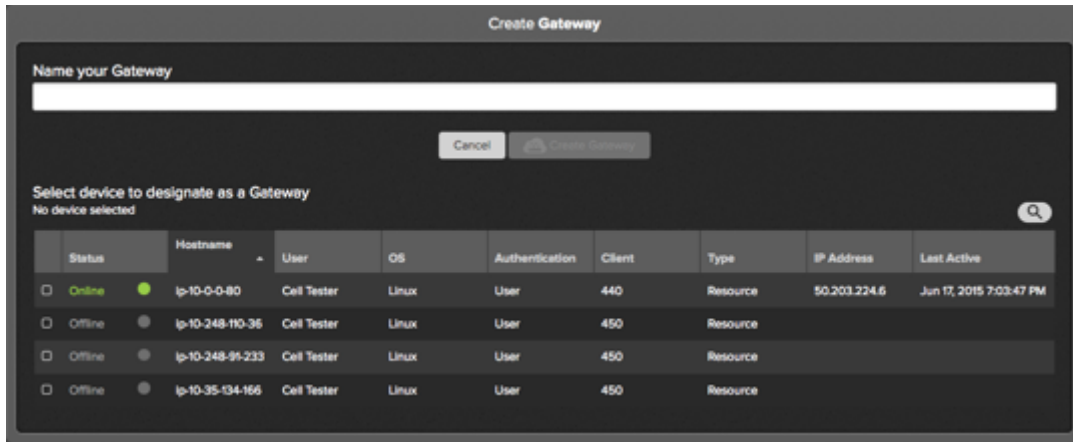 Create Gateway
Name your Gateway
Cancel Create Gateway
Select device to designate as a Gateway
No device selected
Status Hostname User OS Authentication Client Type IP Address Last Active
Online ip-10-0-0-80 Cell Tester Linux User 440 Resource 50.203.224.6 Jun 17, 2015 7:03:47 PM
Offline ip-10-248-110-36 Cell Tester Linux User 450 Resource
Offline ip-10-248-91-233 Cell Tester Linux User 450 Resource
Offline ip-10-35-134-166 Cell Tester Linux User 450 Resource